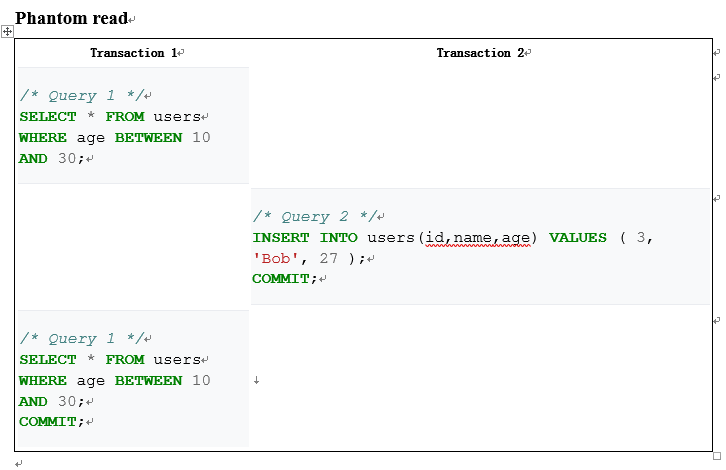 Phantom read
Transaction 1
Transaction 2
/* Query 1 */
SELECT * FROM users
WHERE age BETWEEN 10
AND 30;
/* Query 2 */
INSERT INTO users(id,name,age) VALUES ( 3,
'Bob', 27 );
COMMIT;
/* Query 1 */
SELECT * FROM users
WHERE age BETWEEN 10
AND 30;
COMMIT;